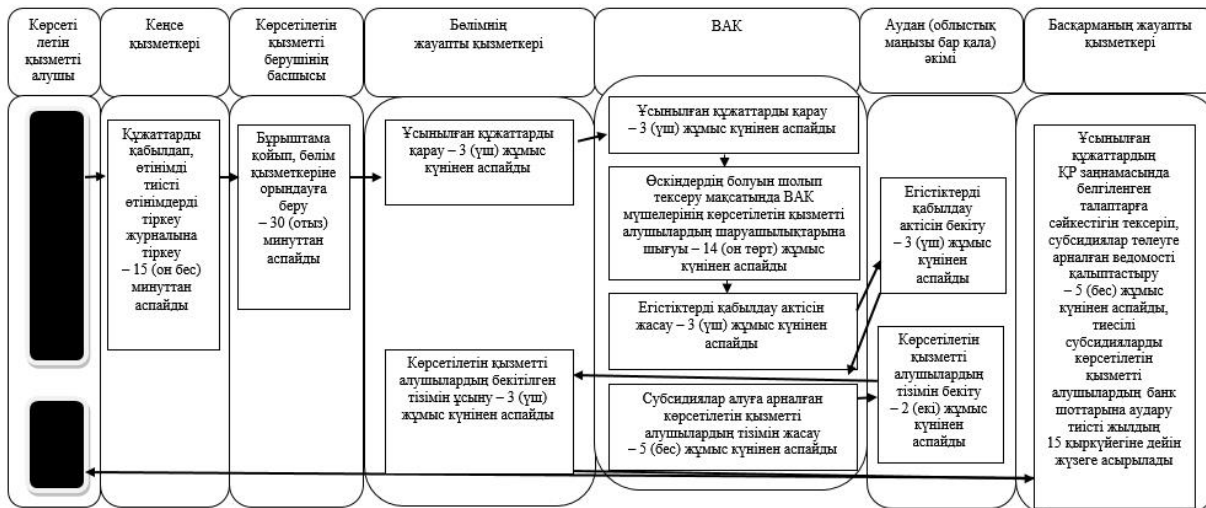 Көрсеті
летін
қызметті
алушы
Кеңсе
қызметкері
Көрсетілетін
қызметті
берушінің
басшысы
Бөлімнің
жауапты қызметкері
ВАК
Аудан (облыстық
маңызы бар қала)
әкімі
Басқарманың жауапты
қызметкері
Құжаттарды
қабылдап,
өтінімді
тиісті
өтінімдерді
тіркеу
журналына
тіркеу
– 15 (он бес)
минуттан
аспайды
Бұрыштама
қойып, бөлім
қызметкеріне
орындауға
беру
– 30 (отыз)
минуттан
аспайды
Ұсынылған құжаттарды
қарау – 3 (үш) жұмыс
күнінен аспайды
Көрсетілетін қызметті
алушылардың бекітілген
тізімін ұсыну – 3 (үш)
жұмыс күнінен аспайды
Ұсынылған құжаттарды қарау
– 3 (үш) жұмыс күнінен аспайды
Өскіндердің болуын шолып
тексеру мақсатында ВАК
мүшелерінің көрсетілетін қызметті
алушылардың шаруашылықтарына
шығуы – 14 (он төрт) жұмыс
күнінен аспайды
Егістіктерді қабылдау актісін
жасау – 3 (үш) жұмыс күнінен
аспайды
Субсидиялар алуға арналған
көрсетілетін қызметті
алушылардың тізімін жасау
– 5 (бес) жұмыс күнінен аспайды
Егістіктерді
қабылдау
актісін бекіту
– 3 (үш)
жұмыс
күнінен
аспайды
Көрсетілетін
қызметті
алушылардың
тізімін бекіту
– 2 (екі) жұмыс
күнінен
аспайды
Ұсынылған
құжаттардың
ҚР заңнамасында
белгіленген
талаптарға
сәйкестігін тексеріп,
субсидиялар төлеуге
арналған ведомості
қалыптастыру
– 5 (бес) жұмыс
күнінен аспайды,
тиесілі
субсидияларды
көрсетілетін
қызметті
алушылардың банк
шоттарына аудару
тиісті жылдың
15 қыркүйегіне дейін
жүзеге асырылады